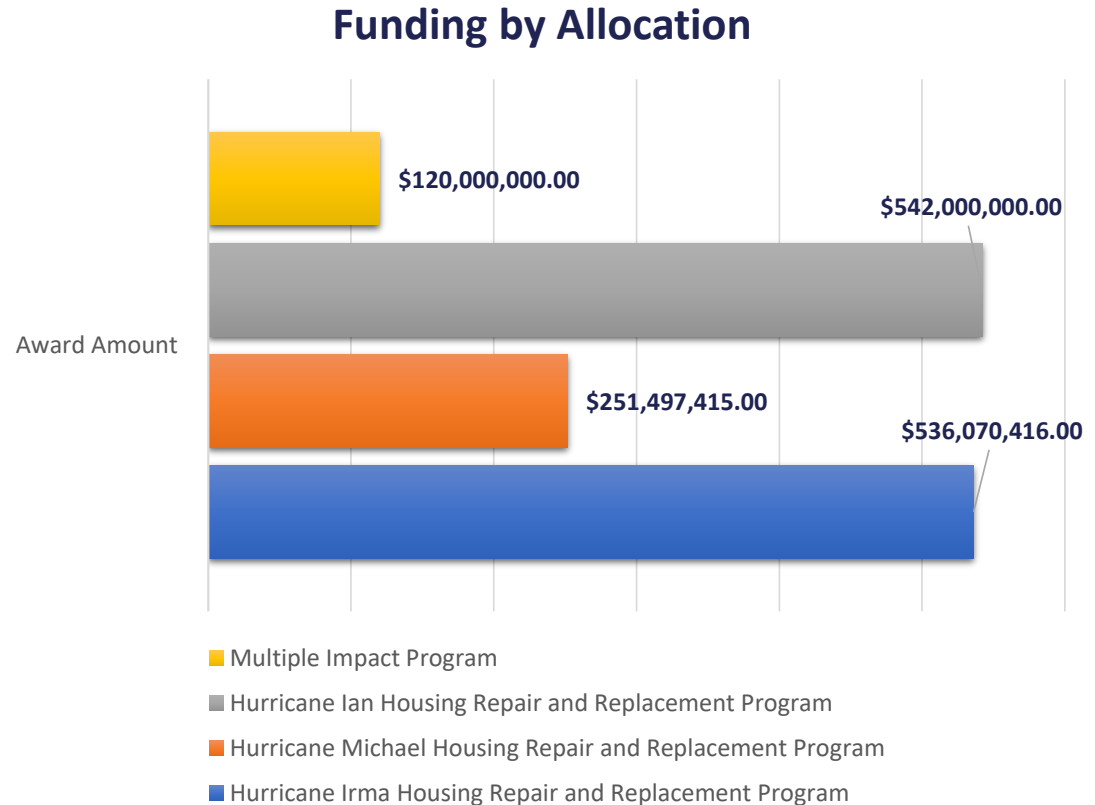 Funding by Allocation
$120,000,000.00
$542,000,000.00
Award Amount
$251,497,415.00
$536,070,416.00
Multiple Impact Program
Hurricane Ian Housing Repair and Replacement Program
Hurricane Michael Housing Repair and Replacement Program
Hurricane Irma Housing Repair and Replacement Program